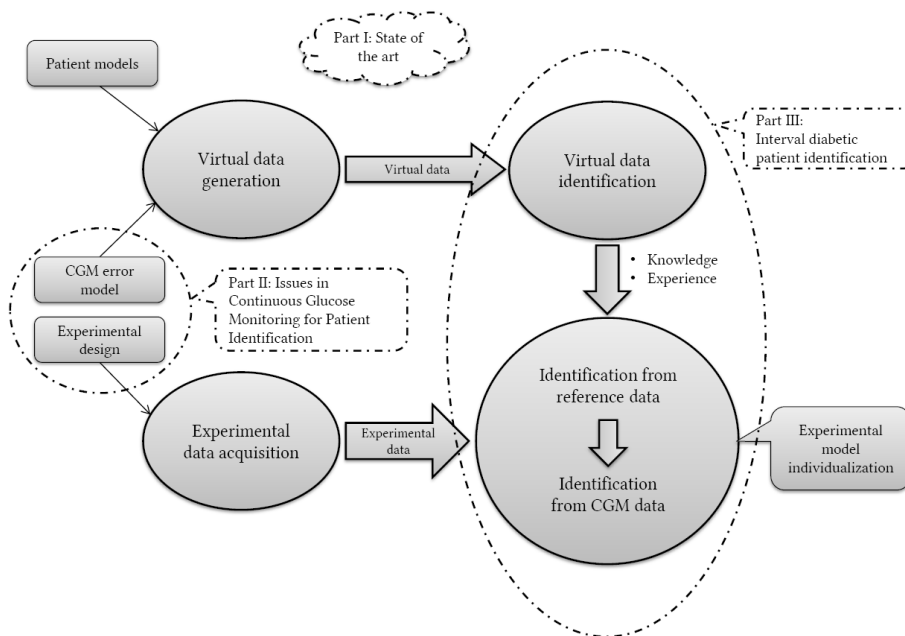 Part I: State of
the art
Patient models
Part III:
Interval diabetic
patient identification
Virtual data
generation
Virtual data
Virtual data
identification
CGM error
model
Part II: Issues in
Continuous Glucose
Monitoring for Patient
Identification
• Knowledge
• Experience
Experimental
design
Identification from
reference data
Experimental
data acquisition
Experimental
data
Experimental
model
individualization
Identification
from CGM data